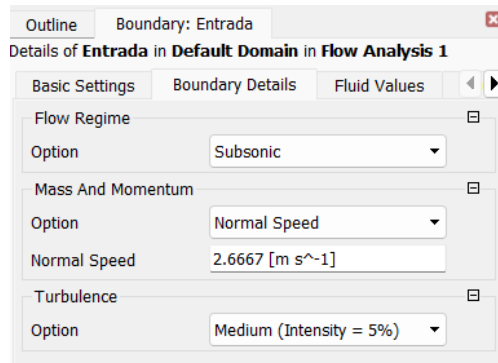 Outline Boundary: Entrada
Details of Entrada in Default Domain in Flow Analysis 1
Basic Settings Boundary Details Fluid Values
Flow Regime
Option Subsonic
Mass And Momentum
Option Normal Speed
Normal Speed 2.6667 [m s^-1]
Turbulence
Option Medium (Intensity = 5%)